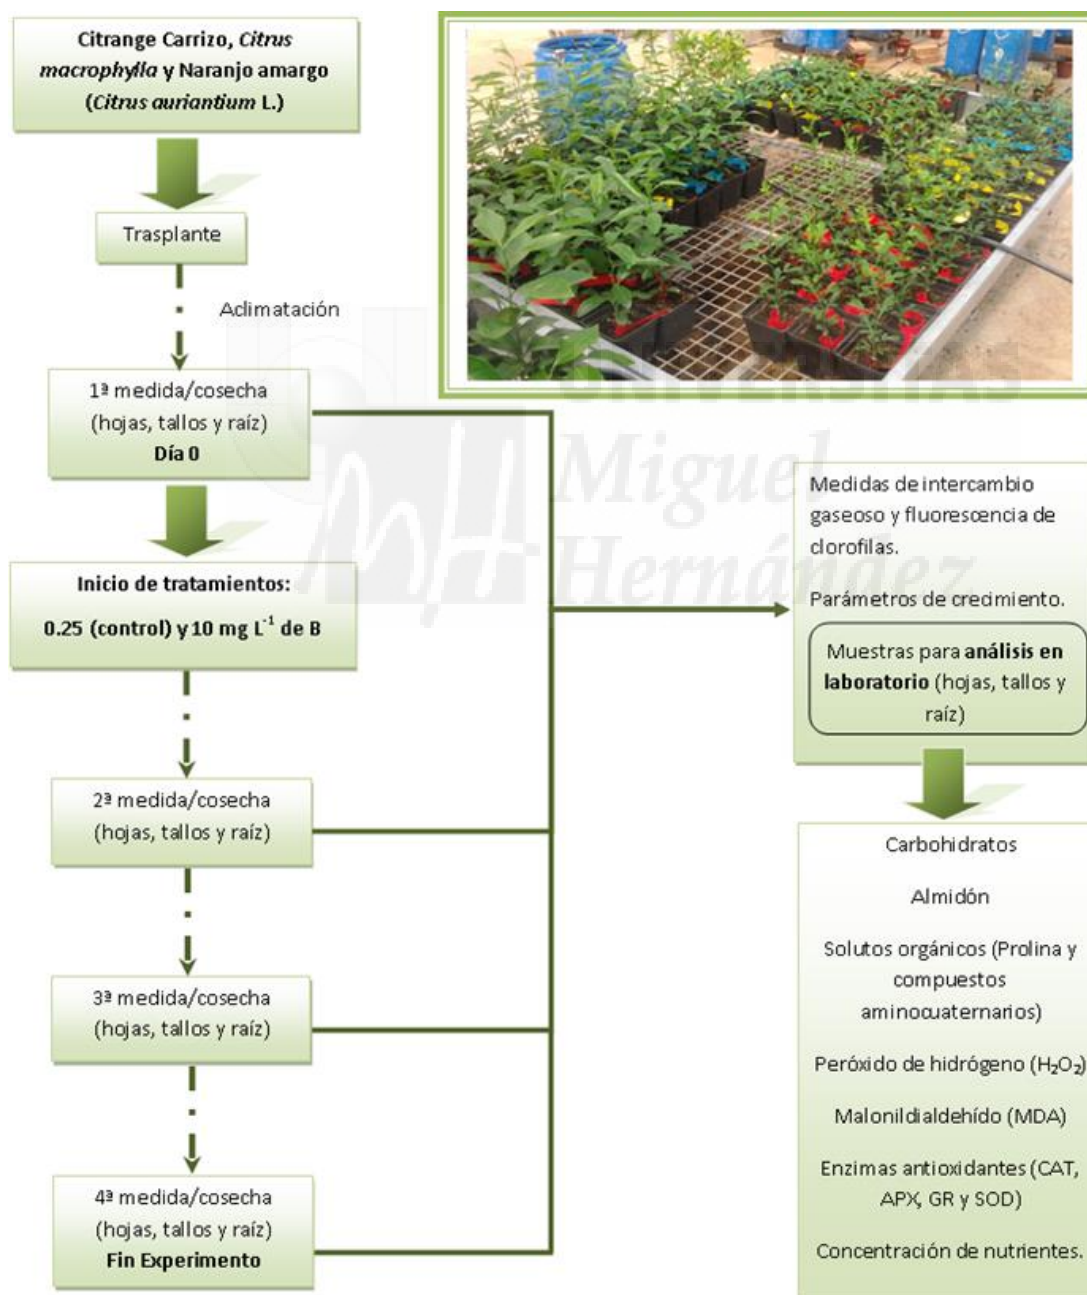 Citrange Carrizo, Citrus
macrophylla y Naranjo amargo
(Citrus auriantium L.)
Trasplante
Aclimatación
1ª medida/cosecha
(hojas, tallos y raíz)
Día 0
Inicio de tratamientos:
0.25 (control) y 10 mg L⁻¹ de B
2ª medida/cosecha
(hojas, tallos y raíz)
3ª medida/cosecha
(hojas, tallos y raíz)
4ª medida/cosecha
(hojas, tallos y raíz)
Fin Experimento
Medidas de intercambio
gaseoso y fluorescencia de
clorofilas.
Parámetros de crecimiento.
Muestras para análisis en
laboratorio (hojas, tallos y
raíz)
Carbohidratos
Almidón
Solutos orgánicos (Prolina y
compuestos
aminocuaternarios)
Peróxido de hidrógeno (H₂O₂)
Malonildialdehído (MDA)
Enzimas antioxidantes (CAT,
APX, GR y SOD)
Concentración de nutrientes.
UNIVERSITAS
Miguel
Hernández